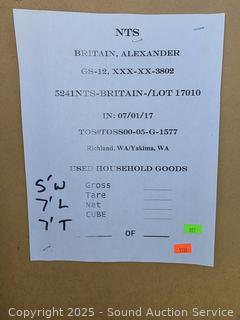 NTS
BRITAIN, ALEXANDER
GS-12, XXX-XX-3802
5241NTS-BRITAIN-/LOT 17010
IN: 07/01/17
TOS#TOSS00-05-G-1577
Richland, WA/Yakima, WA
USED HOUSEHOLD GOODS
5'W
7'L
7'T
Gross
Tare
Net
CUBE
OF
Copyright © 2025 - Sound Auction Service